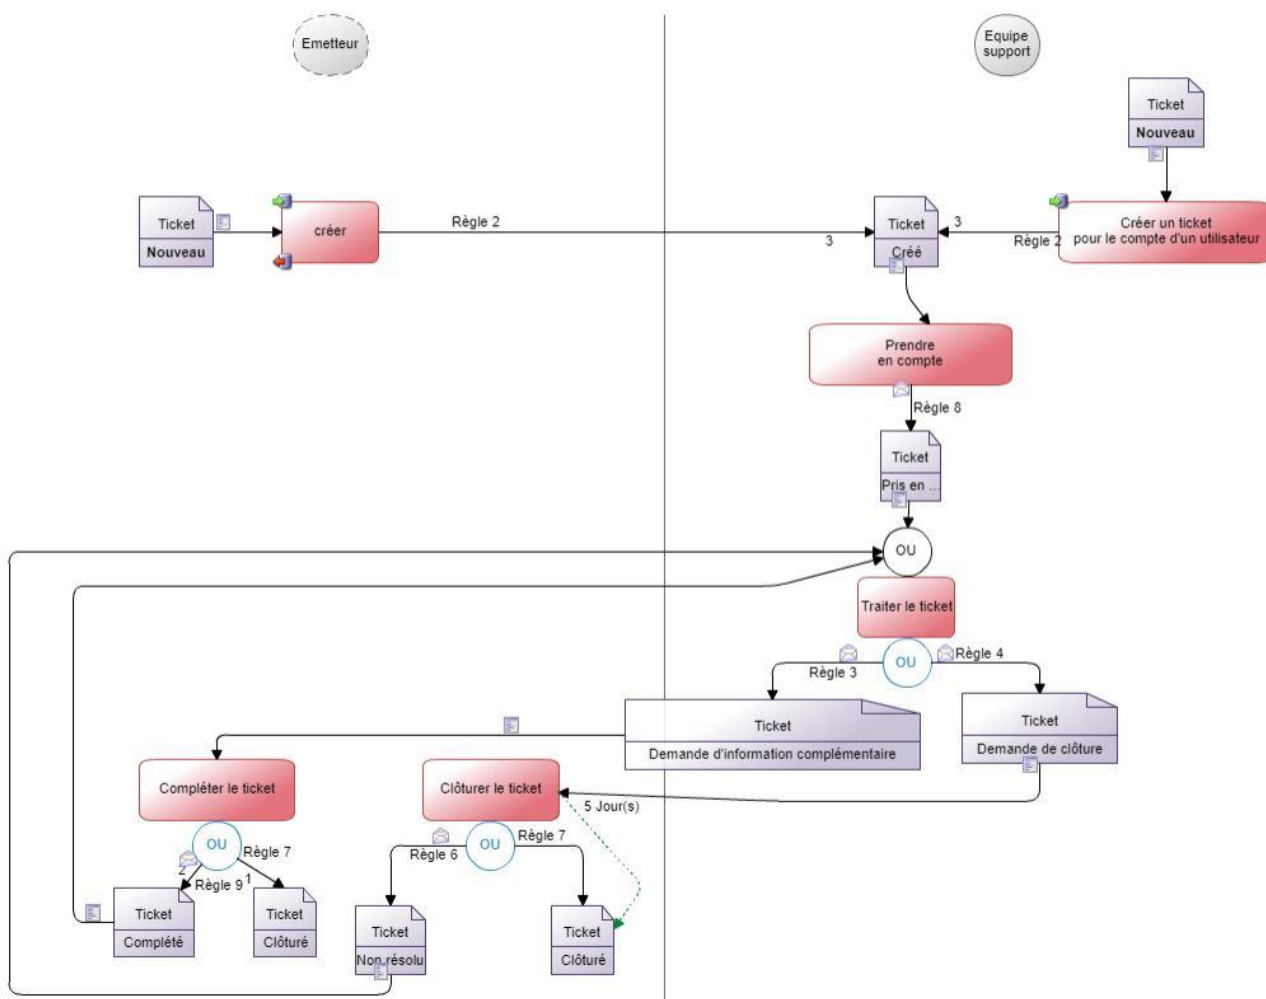 Emetteur
Equipe
support
Ticket
Nouveau
Ticket
Nouveau
créer
Règle 2
3
Ticket
Créé
3
Règle 2
Créer un ticket
pour le compte d'un utilisateur
Prendre
en compte
Règle 8
Ticket
Pris en ...
OU
Traiter le ticket
OU
Règle 3
Règle 4
Ticket
Demande d'information complémentaire
Ticket
Demande de clôture
Compléter le ticket
Clôturer le ticket
5 Jour(s)
OU
Règle 7
2
Règle 9
1
OU
Règle 6
Règle 7
Ticket
Complété
Ticket
Clôturé
Ticket
Non résolu
Ticket
Clôturé